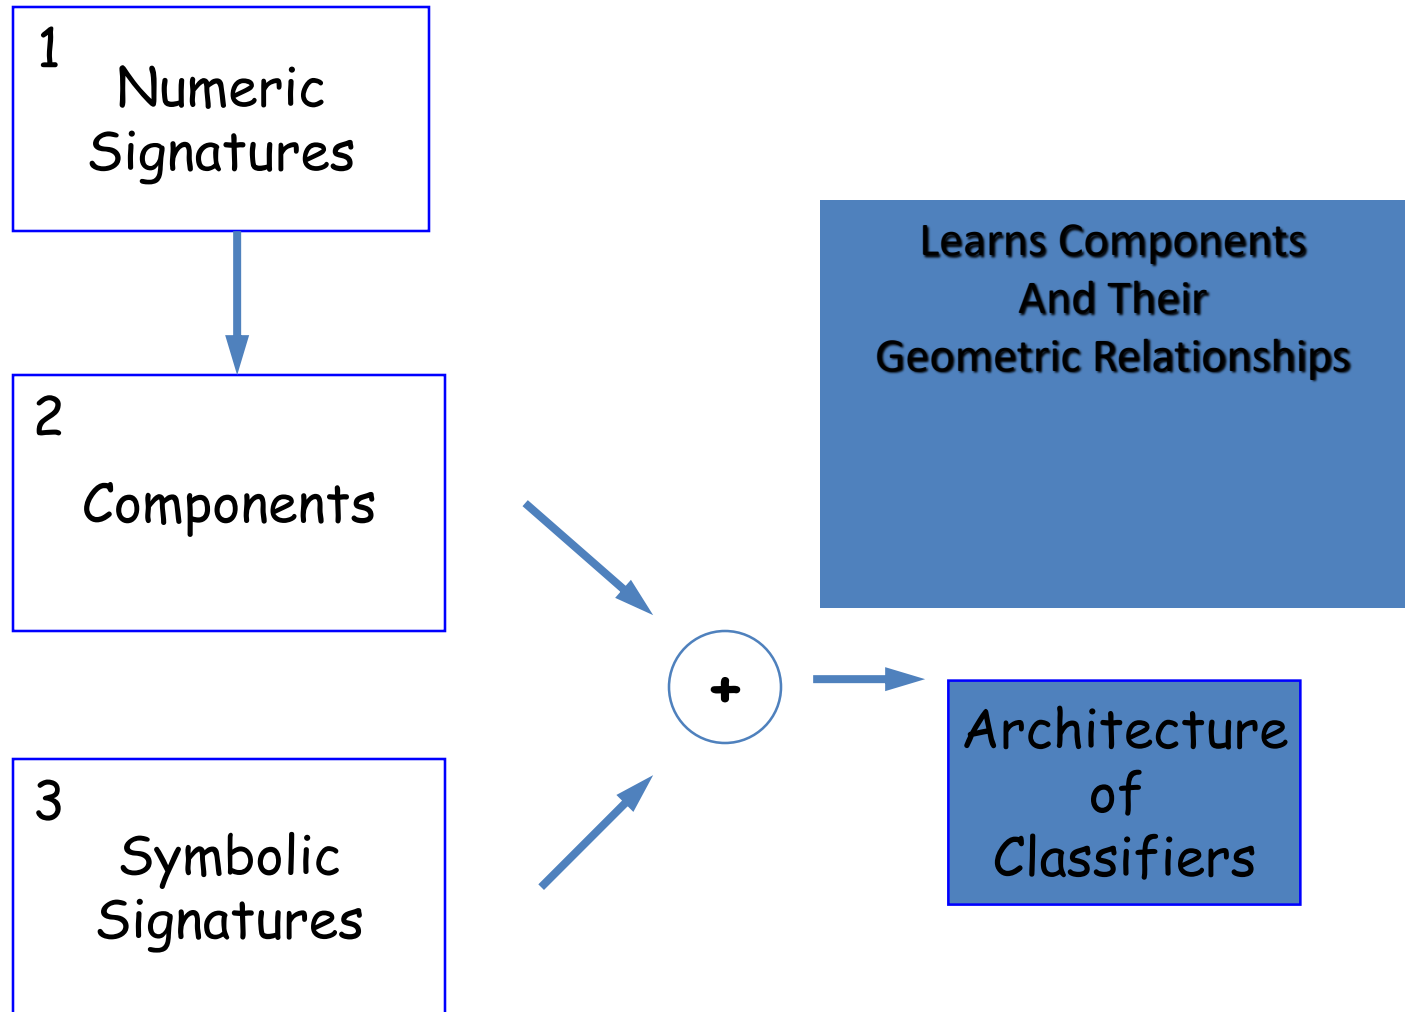 1
Numeric
Signatures
Learns Components
And Their
Geometric Relationships
2
Components
+
Architecture
of
Classifiers
3
Symbolic
Signatures